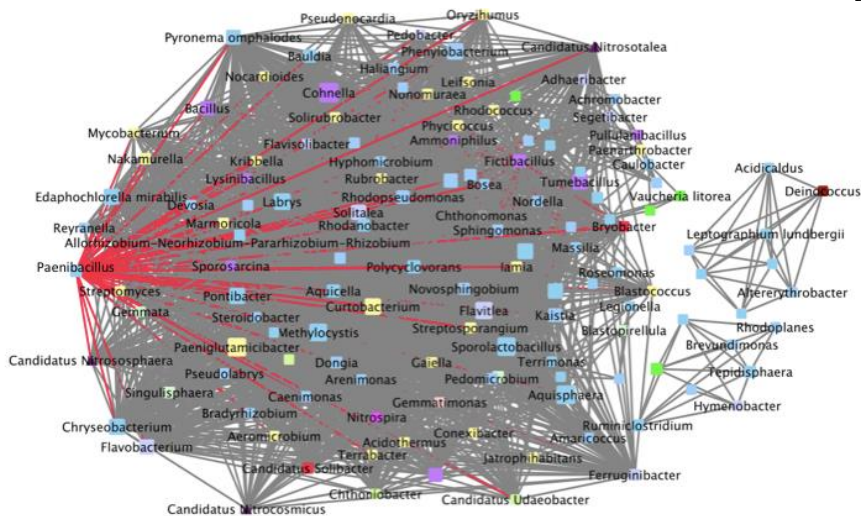 Pseudonocardia
Oryzihumus
Pyronema omphalodes
Pedobacter
Candidatus Nitrosotalea
Bauldia
Phenylobacterium
Haliangium
Nocardioides
Leifsonia
Adhaeribacter
Cohnella
Nonomuraea
Achromobacter
Bacillus
Solirubrobacter
Rhodococcus
Segetibacter
Mycobacterium
Phycicoccus
Pullulanibacillus
Flavisolibacter
Ammoniphilus
Paenarthrobacter
Nakamurella
Kribbella
Hyphomicrobium
Fictibacillus
Caulobacter
Acidicaldus
Lysinibacillus
Rubrobacter
Bosea
Tumebacillus
Deinococcus
Edaphochlorella mirabilis
Devosia
Labrys
Rhodopseudomonas
Nordella
Vaucheria litorea
Reyranella
Marmoricola
Solitalea
Chthonomonas
Rhodanobacter
Sphingomonas
Bryobacter
Leptographium lundbergii
Allorhizobium-Neorhizobium-Pararhizobium-Rhizobium
Massilia
Paenibacillus
Sporosarcina
Polycyclovorans
Iamia
Roseomonas
Streptomyces
Pontibacter
Aquicella
Novosphingobium
Blastococcus
Altererythrobacter
Gemmata
Steroidobacter
Curtobacterium
Flavitlea
Kaistia
Legionella
Methylocystis
Streptosporangium
Blastopirellula
Rhodoplanes
Paeniglutamicibacter
Sporolactobacillus
Brevundimonas
Candidatus Nitrososphaera
Dongia
Gaiella
Terrimonas
Pseudolabrys
Arenimonas
Pedomicrobium
Tepidisphaera
Singulisphaera
Caenimonas
Gemmatimonas
Aquisphaera
Hymenobacter
Bradyrhizobium
Nitrospira
Chryseobacterium
Ruminiclostridium
Aeromicrobium
Conexibacter
Amaricoccus
Flavobacterium
Acidothermus
Terrabacter
Jatrophihabitans
Candidatus Solibacter
Ferruginibacter
Chthoniobacter
Candidatus Udaeobacter
Candidatus Nitrocosmicus